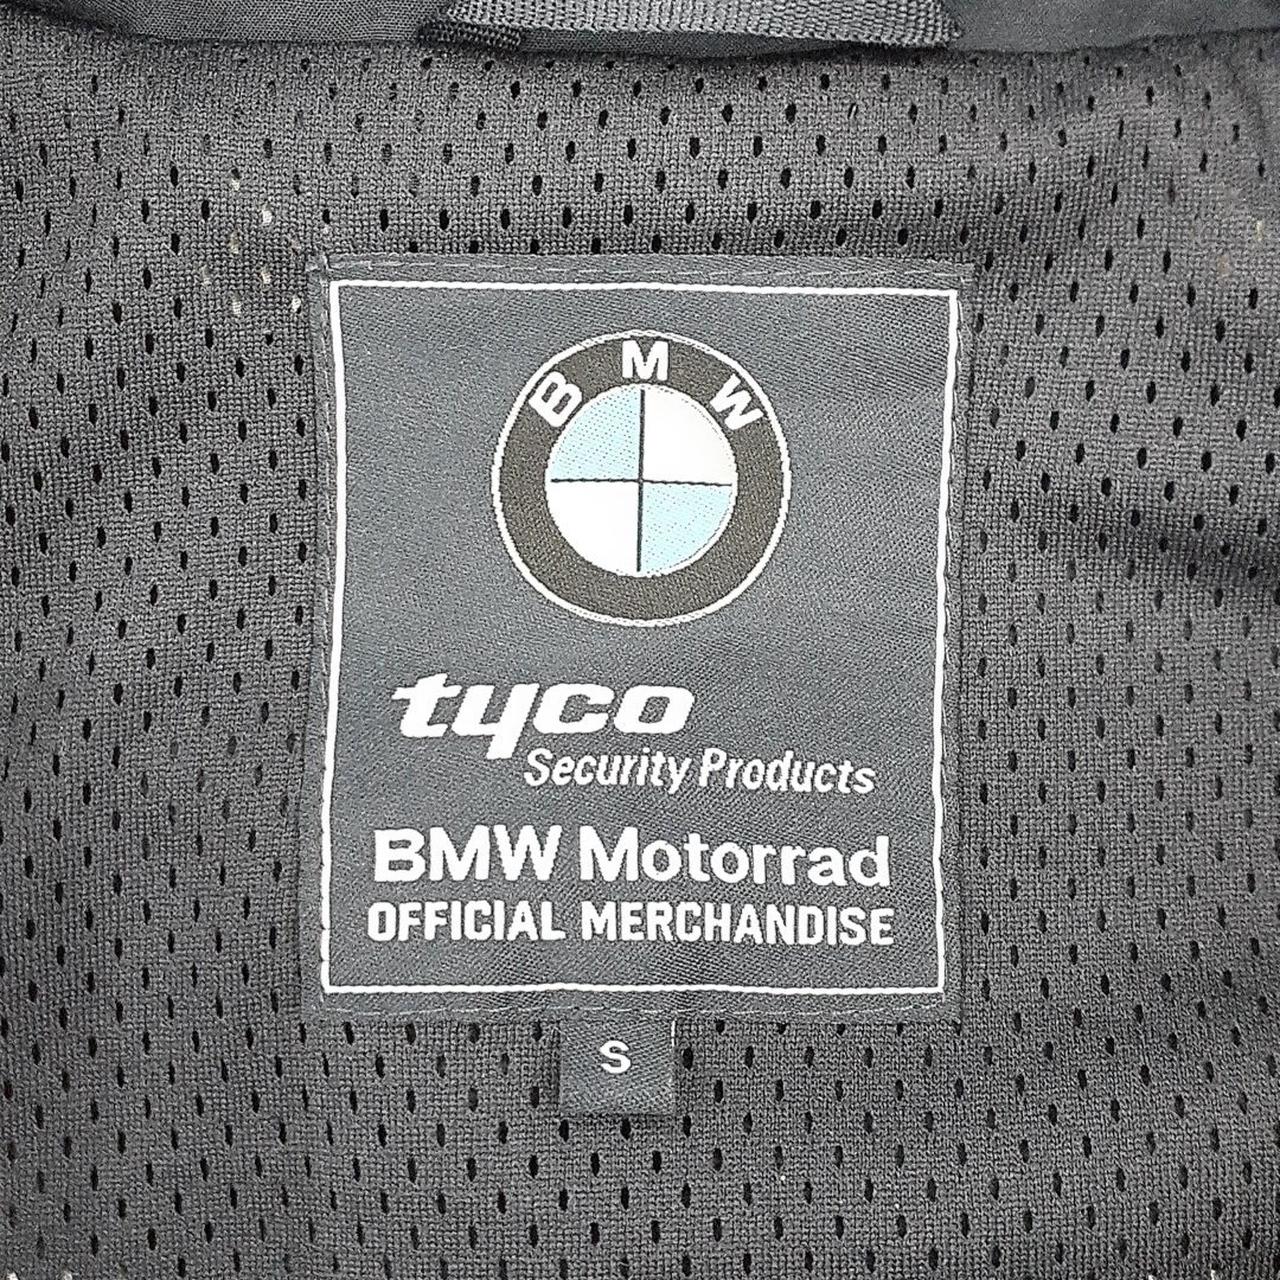 BMW
tyco
Security Products
BMW Motorrad
OFFICIAL MERCHANDISE
S